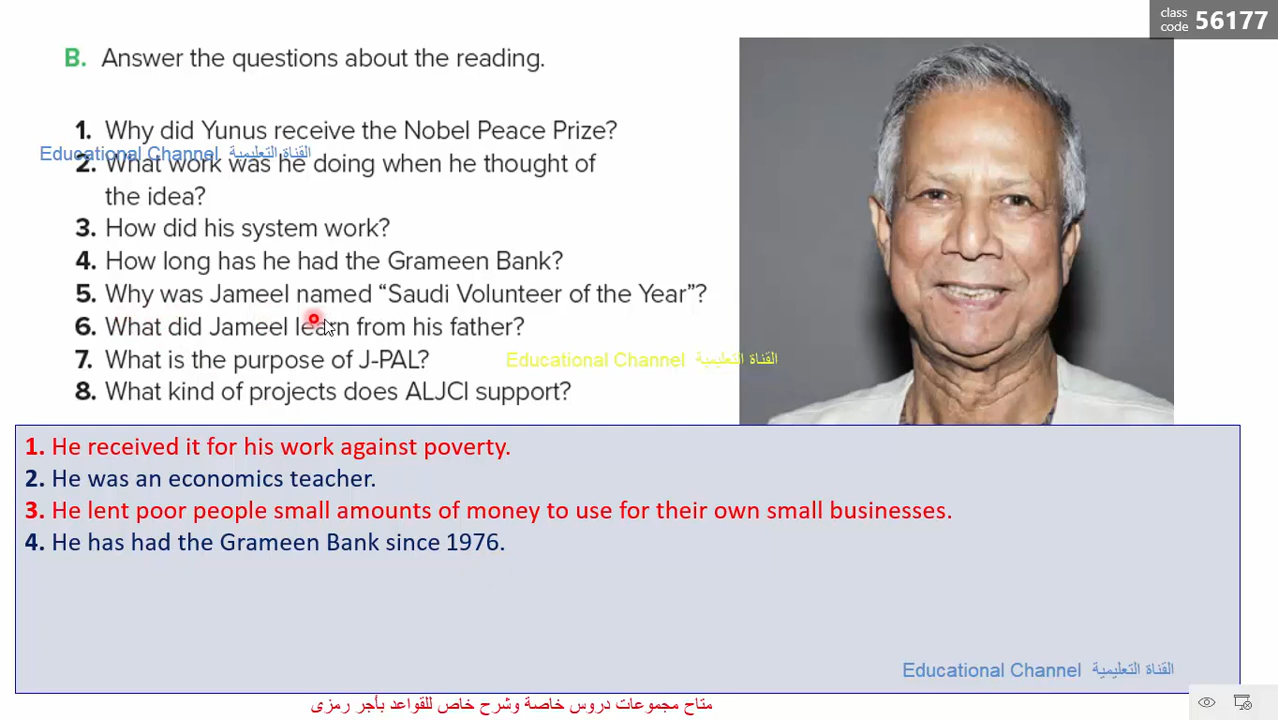 class
code 56177
B. Answer the questions about the reading.
1. Why did Yunus receive the Nobel Peace Prize?
Educational Channel القناة التعليمية
2. What work was he doing when he thought of
the idea?
3. How did his system work?
4. How long has he had the Grameen Bank?
5. Why was Jameel named “Saudi Volunteer of the Year”?
6. What did Jameel learn from his father?
7. What is the purpose of J-PAL?
Educational Channel القناة التعليمية
8. What kind of projects does ALJCI support?
1. He received it for his work against poverty.
2. He was an economics teacher.
3. He lent poor people small amounts of money to use for their own small businesses.
4. He has had the Grameen Bank since 1976.
Educational Channel القناة التعليمية
متاح مجموعات دروس خاصة وشرح خاص للقواعد بأجر رمزى